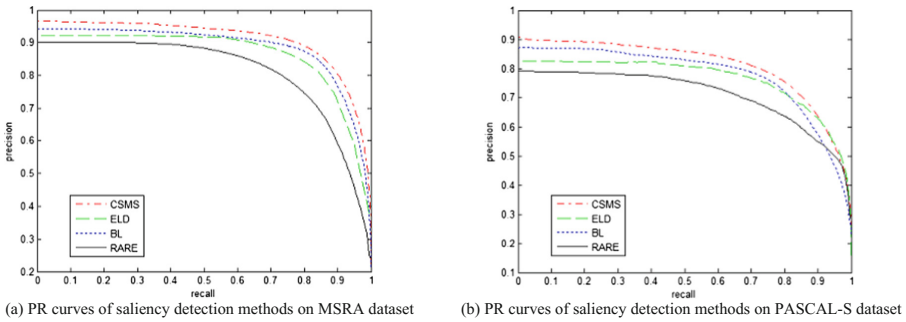 1
0.9
0.8
0.7
0.6
0.5
0.4
0.3
0.2
precision
CSMS
ELD
BL
RARE
0 0.1 0.2 0.3 0.4 0.5 0.6 0.7 0.8 0.9 1
recall
(a) PR curves of saliency detection methods on MSRA dataset
1
0.9
0.8
0.7
0.6
0.5
0.4
0.3
0.2
0.1
precision
CSMS
ELD
BL
RARE
0 0.1 0.2 0.3 0.4 0.5 0.6 0.7 0.8 0.9 1
recall
(b) PR curves of saliency detection methods on PASCAL-S dataset